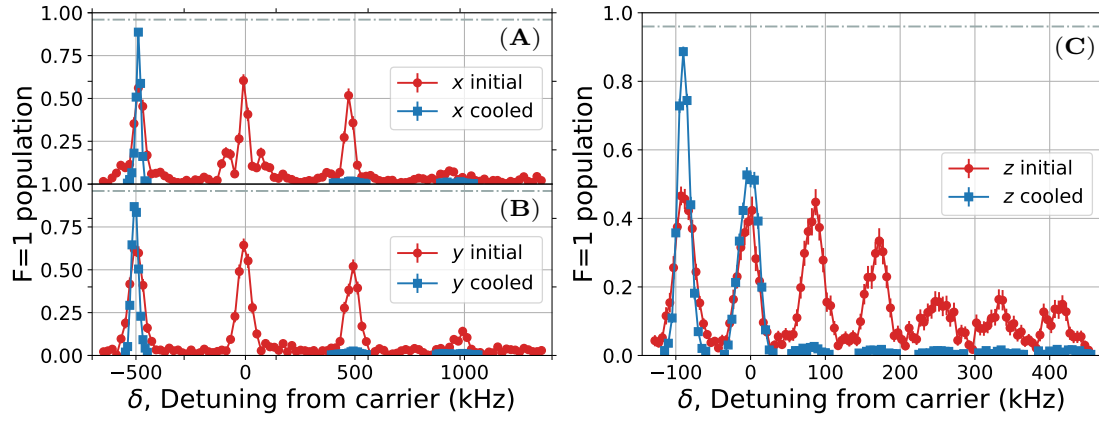 1.00
0.75
0.50
0.25
1.00
0.75
0.50
0.25
0.00
F=1 population
(A)
x initial
x cooled
(B)
y initial
y cooled
−500 0 500 1000
δ, Detuning from carrier (kHz)
1.0
0.8
0.6
0.4
0.2
0.0
F=1 population
(C)
z initial
z cooled
−100 0 100 200 300 400
δ, Detuning from carrier (kHz)